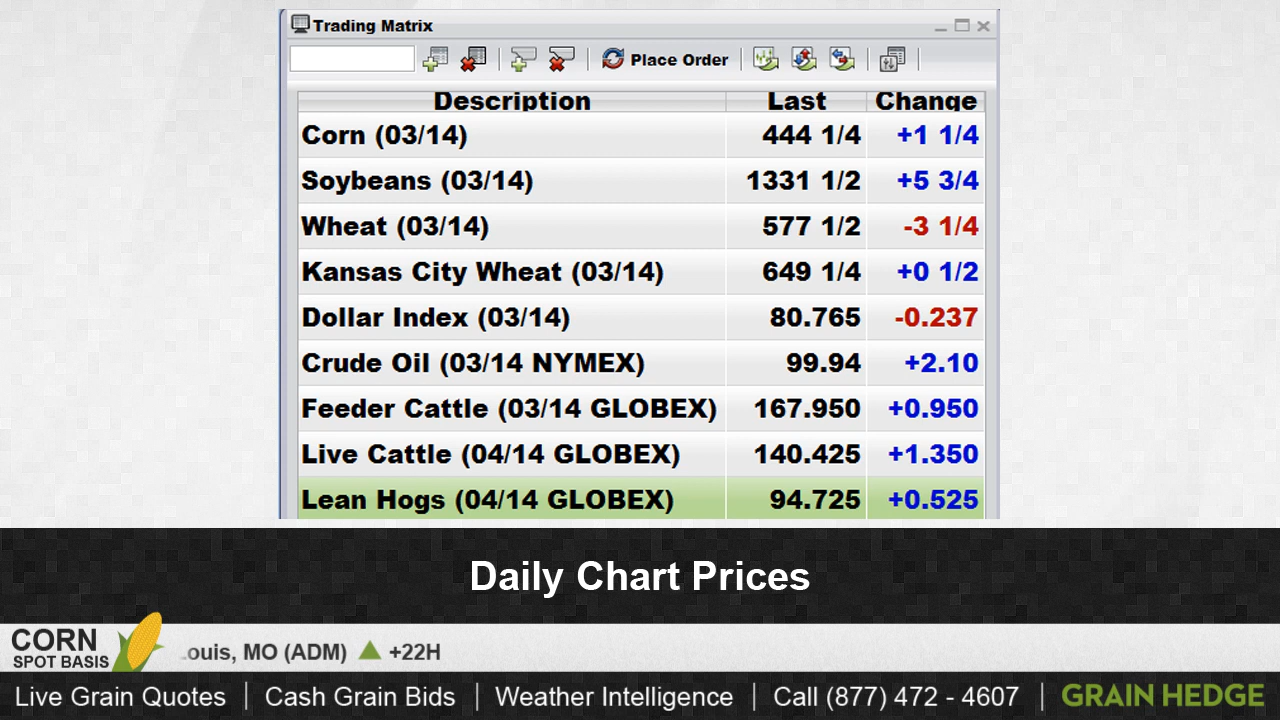 Trading Matrix
Place Order
Description Last Change
Corn (03/14) 444 1/4 +1 1/4
Soybeans (03/14) 1331 1/2 +5 3/4
Wheat (03/14) 577 1/2 -3 1/4
Kansas City Wheat (03/14) 649 1/4 +0 1/2
Dollar Index (03/14) 80.765 -0.237
Crude Oil (03/14 NYMEX) 99.94 +2.10
Feeder Cattle (03/14 GLOBEX) 167.950 +0.950
Live Cattle (04/14 GLOBEX) 140.425 +1.350
Lean Hogs (04/14 GLOBEX) 94.725 +0.525
Daily Chart Prices
CORN
SPOT BASIS
ouis, MO (ADM) +22H
Live Grain Quotes | Cash Grain Bids | Weather Intelligence | Call (877) 472 - 4607 | GRAIN HEDGE